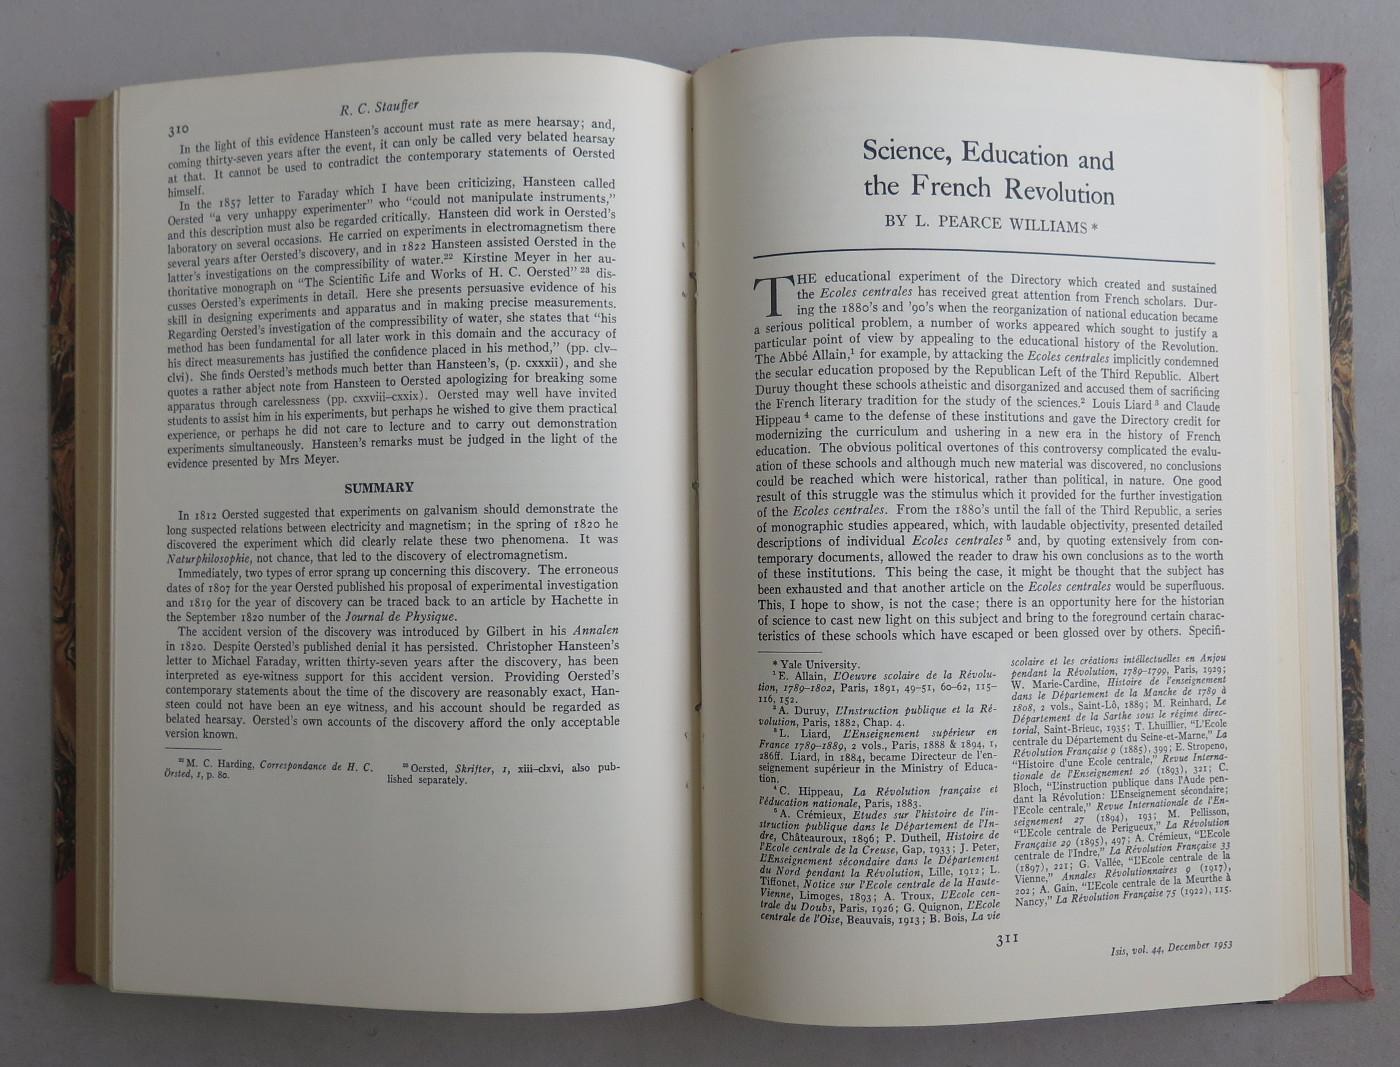 310
R. C. Stauffer
In the light of this evidence Hansteen's account must rate as mere hearsay; and,
coming thirty-seven years after the event, it can only be called very belated hearsay
at that. It cannot be used to contradict the contemporary statements of Oersted
himself.
In the 1857 letter to Faraday which I have been criticizing, Hansteen called
Oersted "a very unhappy experimenter" who "could not manipulate instruments,"
and this description must also be regarded critically. Hansteen did work in Oersted's
laboratory on several occasions. He carried on experiments in electromagnetism there
several years after Oersted's discovery, and in 1822 Hansteen assisted Oersted in the
latter's investigations on the compressibility of water.²² Kirstine Meyer in her au-
thoritative monograph on "The Scientific Life and Works of H. C. Oersted" ²³ dis-
cusses Oersted's experiments in detail. Here she presents persuasive evidence of his
skill in designing experiments and apparatus and in making precise measurements.
Regarding Oersted's investigation of the compressibility of water, she states that "his
method has been fundamental for all later work in this domain and the accuracy of
his direct measurements has justified the confidence placed in his method," (pp. clv–
clvi). She finds Oersted's methods much better than Hansteen's, (p. cxxxii), and she
quotes a rather abject note from Hansteen to Oersted apologizing for breaking some
apparatus through carelessness (pp. cxxviii–cxxix). Oersted may well have invited
students to assist him in his experiments, but perhaps he wished to give them practical
experience, or perhaps he did not care to lecture and to carry out demonstration
experiments simultaneously. Hansteen's remarks must be judged in the light of the
evidence presented by Mrs Meyer.
SUMMARY
In 1812 Oersted suggested that experiments on galvanism should demonstrate the
long suspected relations between electricity and magnetism; in the spring of 1820 he
discovered the experiment which did clearly relate these two phenomena. It was
Naturphilosophie, not chance, that led to the discovery of electromagnetism.
Immediately, two types of error sprang up concerning this discovery. The erroneous
dates of 1807 for the year Oersted published his proposal of experimental investigation
and 1819 for the year of discovery can be traced back to an article by Hachette in
the September 1820 number of the Journal de Physique.
The accident version of the discovery was introduced by Gilbert in his Annalen
in 1820. Despite Oersted's published denial it has persisted. Christopher Hansteen's
letter to Michael Faraday, written thirty-seven years after the discovery, has been
interpreted as eye-witness support for this accident version. Providing Oersted's
contemporary statements about the time of the discovery are reasonably exact, Han-
steen could not have been an eye witness, and his account should be regarded as
belated hearsay. Oersted's own accounts of the discovery afford the only acceptable
version known.
²² M. C. Harding, Correspondance de H. C.
Örsted, 1, p. 80.
²³ Oersted, Skrifter, 1, xiii–clxvi, also pub-
lished separately.
Science, Education and
the French Revolution
BY L. PEARCE WILLIAMS *
THE educational experiment of the Directory which created and sustained
the Ecoles centrales has received great attention from French scholars. Dur-
ing the 1880's and '90's when the reorganization of national education became
a serious political problem, a number of works appeared which sought to justify a
particular point of view by appealing to the educational history of the Revolution.
The Abbé Allain,¹ for example, by attacking the Ecoles centrales implicitly condemned
the secular education proposed by the Republican Left of the Third Republic. Albert
Duruy thought these schools atheistic and disorganized and accused them of sacrificing
the French literary tradition for the study of the sciences.² Louis Liard ³ and Claude
Hippeau ⁴ came to the defense of these institutions and gave the Directory credit for
modernizing the curriculum and ushering in a new era in the history of French
education. The obvious political overtones of this controversy complicated the evalu-
ation of these schools and although much new material was discovered, no conclusions
could be reached which were historical, rather than political, in nature. One good
result of this struggle was the stimulus which it provided for the further investigation
of the Ecoles centrales. From the 1880's until the fall of the Third Republic, a series
of monographic studies appeared, which, with laudable objectivity, presented detailed
descriptions of individual Ecoles centrales ⁵ and, by quoting extensively from con-
temporary documents, allowed the reader to draw his own conclusions as to the worth
of these institutions. This being the case, it might be thought that the subject has
been exhausted and that another article on the Ecoles centrales would be superfluous.
This, I hope to show, is not the case; there is an opportunity here for the historian
of science to cast new light on this subject and bring to the foreground certain charac-
teristics of these schools which have escaped or been glossed over by others. Specifi-
* Yale University.
¹ E. Allain, L'Oeuvre scolaire de la Révolu-
tion, 1789–1802, Paris, 1891, 49–51, 60–62, 115–
116, 152.
² A. Duruy, L'Instruction publique et la Ré-
volution, Paris, 1882, Chap. 4.
³ L. Liard, L'Enseignement supérieur en
France 1789–1889, 2 vols., Paris, 1888 & 1894, 1,
286ff. Liard, in 1884, became Directeur de l'en-
seignement supérieur in the Ministry of Educa-
tion.
⁴ C. Hippeau, La Révolution française et
l'éducation nationale, Paris, 1883.
⁵ A. Crémieux, Etudes sur l'histoire de l'in-
struction publique dans le Département de l'In-
dre, Châteauroux, 1896; P. Dutheil, Histoire de
l'Ecole centrale de la Creuse, Gap, 1933; J. Peter,
L'Enseignement sécondaire dans le Département
du Nord pendant la Révolution, Lille, 1912; L.
Tiffonet, Notice sur l'Ecole centrale de la Haute-
Vienne, Limoges, 1893; A. Troux, L'Ecole cen-
trale du Doubs, Paris, 1926; G. Quignon, L'Ecole
centrale de l'Oise, Beauvais, 1913; B. Bois, La vie
scolaire et les créations intéllectuelles en Anjou
pendant la Révolution, 1789–1799, Paris, 1929;
W. Marie-Cardine, Histoire de l'enseignement
dans le Département de la Manche de 1789 à
1808, 2 vols., Saint-Lô, 1889; M. Reinhard, Le
Département de la Sarthe sous le régime direc-
torial, Saint-Brieuc, 1935; T. Lhuillier, "L'Ecole
centrale du Département du Seine-et-Marne," La
Révolution Française 9 (1885), 399; E. Stropeno,
"Histoire d'une Ecole centrale," Revue Interna-
tionale de l'Enseignement 26 (1893), 321; C.
Bloch, "L'instruction publique dans l'Aude pen-
dant la Révolution: L'Enseignement sécondaire;
l'Ecole centrale," Revue Internationale de l'En-
seignement 27 (1894), 193; M. Pellisson,
"L'Ecole centrale de Perigueux," La Révolution
Française 29 (1895), 497; A. Crémieux, "L'Ecole
centrale de l'Indre," La Révolution Française 33
(1897), 221; G. Vallée, "L'Ecole centrale de la
Vienne," Annales Révolutionnaires 9 (1917),
202; A. Gain, "L'Ecole centrale de la Meurthe à
Nancy," La Révolution Française 75 (1922), 115.
311
Isis, vol. 44, December 1953